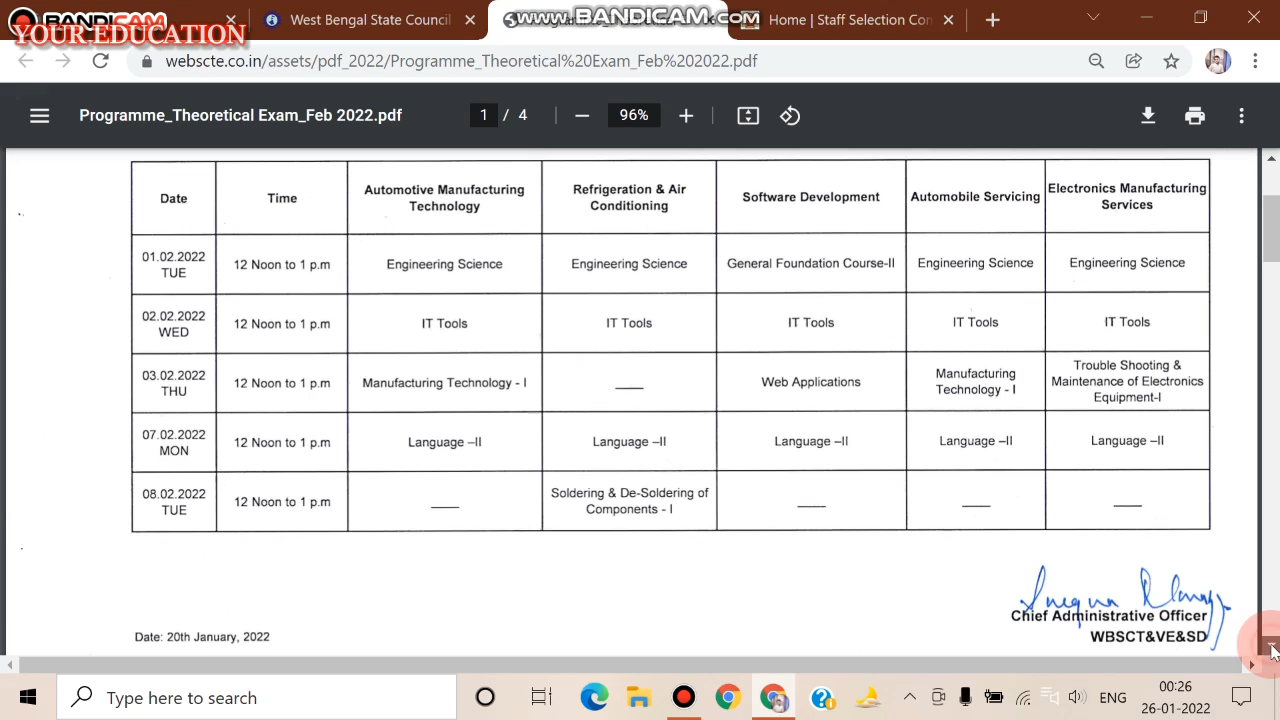 BANDICAM
YOUR EDUCATION
West Bengal State Council
www.BANDICAM.com
Home | Staff Selection Com
webscte.co.in/assets/pdf_2022/Programme_Theoretical%20Exam_Feb%202022.pdf
Programme_Theoretical Exam_Feb 2022.pdf
1 / 4
96%
Date
Time
Automotive Manufacturing
Technology
Refrigeration & Air
Conditioning
Software Development
Automobile Servicing
Electronics Manufacturing
Services
01.02.2022
TUE
12 Noon to 1 p.m
Engineering Science
Engineering Science
General Foundation Course-II
Engineering Science
Engineering Science
02.02.2022
WED
12 Noon to 1 p.m
IT Tools
IT Tools
IT Tools
IT Tools
IT Tools
03.02.2022
THU
12 Noon to 1 p.m
Manufacturing Technology - I
Web Applications
Manufacturing
Technology - I
Trouble Shooting &
Maintenance of Electronics
Equipment-I
07.02.2022
MON
12 Noon to 1 p.m
Language –II
Language –II
Language –II
Language –II
Language –II
08.02.2022
TUE
12 Noon to 1 p.m
Soldering & De-Soldering of
Components - I
Chief Administrative Officer
WBSCT&VE&SD
Date: 20th January, 2022
Type here to search
ENG
00:26
26-01-2022